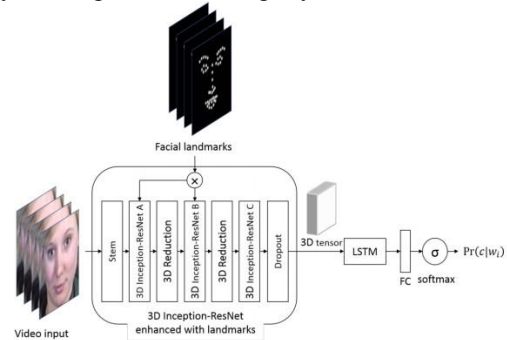 Facial landmarks
×
Stem
3D Inception-ResNet A
3D Reduction
3D Inception-ResNet B
3D Reduction
3D Inception-ResNet C
Dropout
3D tensor
LSTM
FC
σ
softmax
Pr(c|wᵢ)
3D Inception-ResNet
enhanced with landmarks
Video input